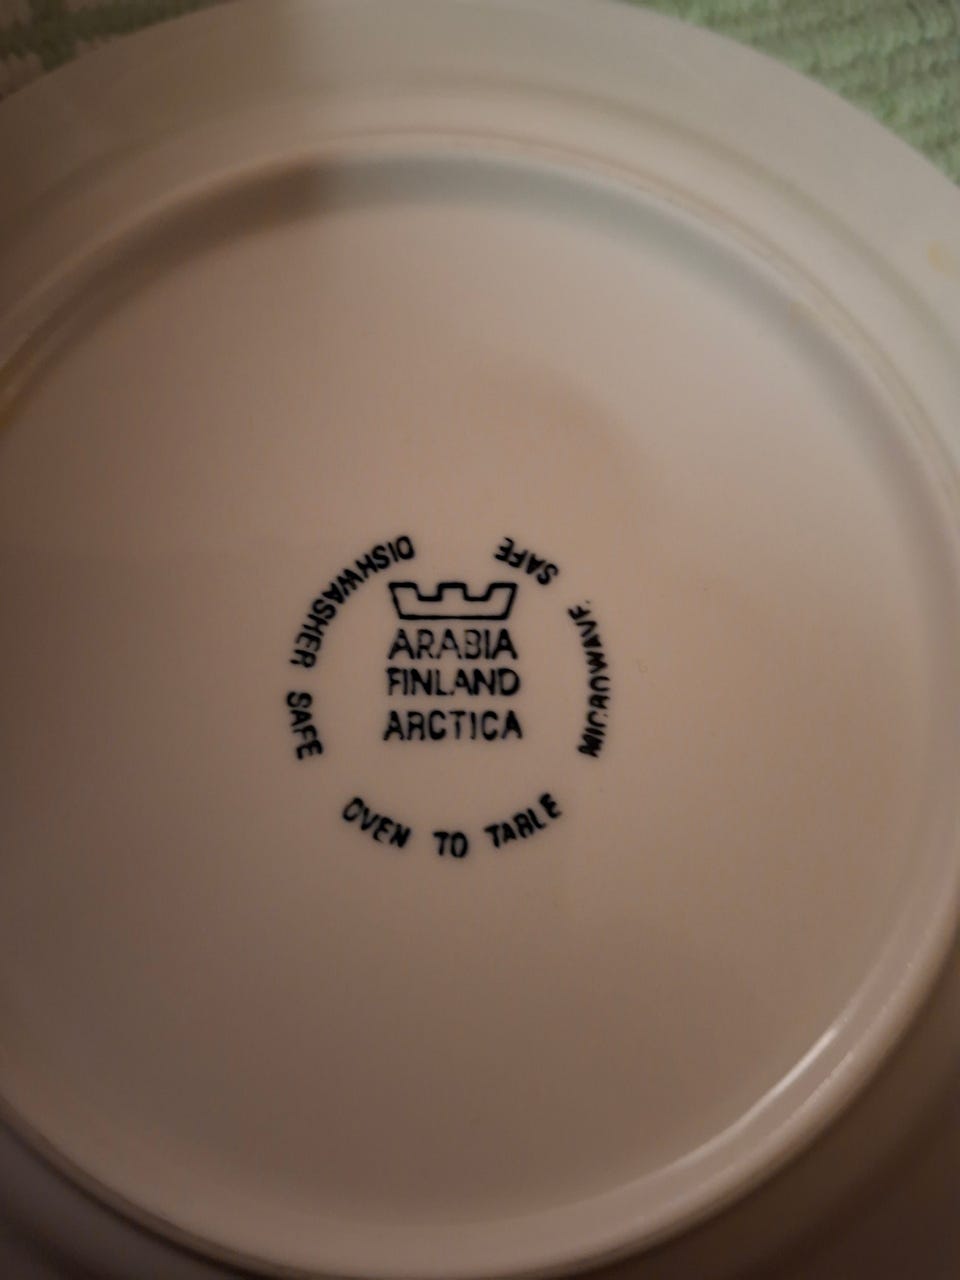 ARABIA
FINLAND
ARCTICA
DISHWASHER SAFE
OVEN TO TABLE
MICROWAVE SAFE